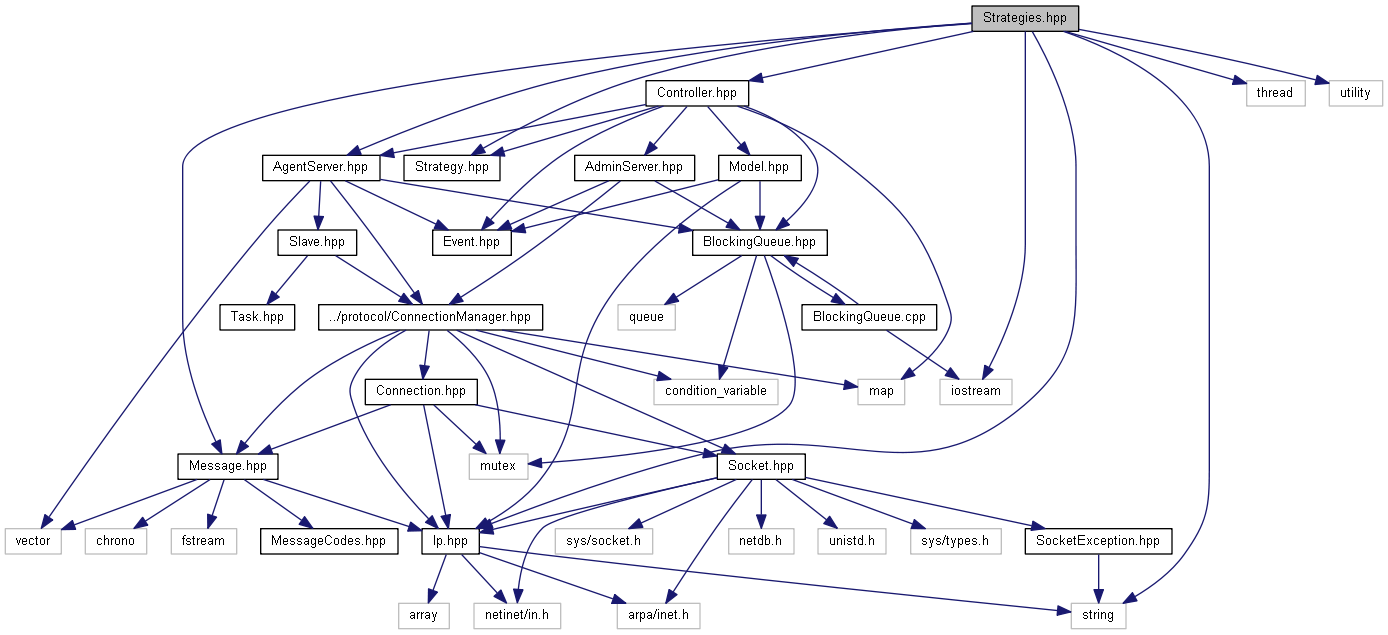 Strategies.hpp
Controller.hpp
thread
utility
AgentServer.hpp
Strategy.hpp
AdminServer.hpp
Model.hpp
Slave.hpp
Event.hpp
BlockingQueue.hpp
Task.hpp
../protocol/ConnectionManager.hpp
queue
BlockingQueue.cpp
Connection.hpp
condition_variable
map
iostream
Message.hpp
mutex
Socket.hpp
vector
chrono
fstream
MessageCodes.hpp
Ip.hpp
sys/socket.h
netdb.h
unistd.h
sys/types.h
SocketException.hpp
array
netinet/in.h
arpa/inet.h
string